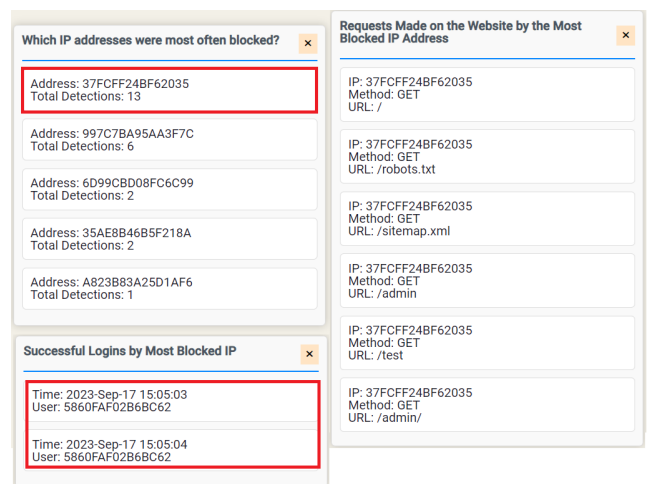 Which IP addresses were most often blocked?
×
Address: 37FCFF24BF62035
Total Detections: 13
Address: 997C7BA95AA3F7C
Total Detections: 6
Address: 6D99CBD08FC6C99
Total Detections: 2
Address: 35AE8B46B5F218A
Total Detections: 2
Address: A823B83A25D1AF6
Total Detections: 1
Successful Logins by Most Blocked IP
×
Time: 2023-Sep-17 15:05:03
User: 5860FAF02B6BC62
Time: 2023-Sep-17 15:05:04
User: 5860FAF02B6BC62
Requests Made on the Website by the Most
Blocked IP Address
×
IP: 37FCFF24BF62035
Method: GET
URL: /
IP: 37FCFF24BF62035
Method: GET
URL: /robots.txt
IP: 37FCFF24BF62035
Method: GET
URL: /sitemap.xml
IP: 37FCFF24BF62035
Method: GET
URL: /admin
IP: 37FCFF24BF62035
Method: GET
URL: /test
IP: 37FCFF24BF62035
Method: GET
URL: /admin/